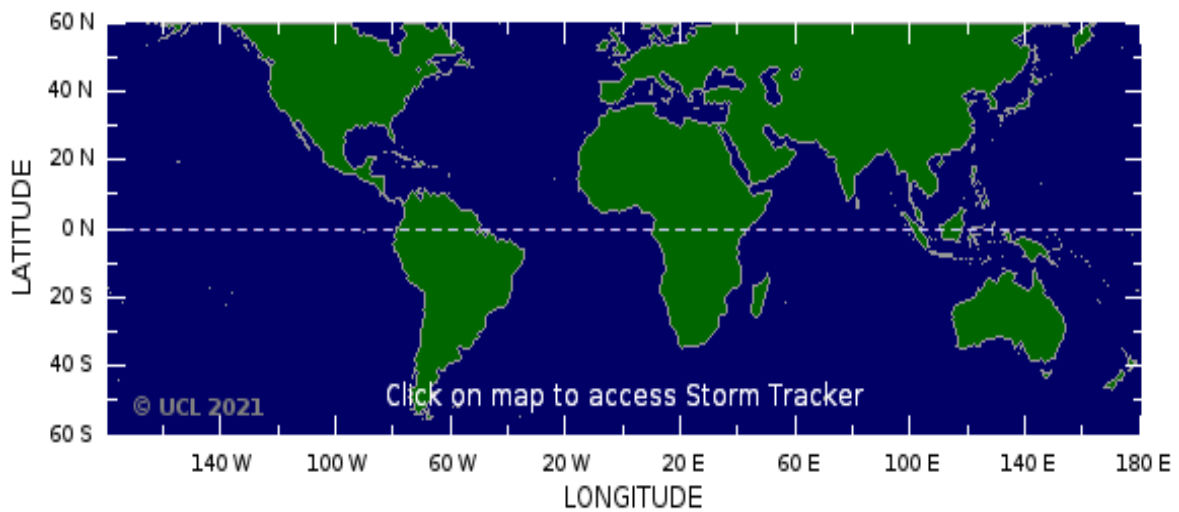 60 N
40 N
20 N
0 N
20 S
40 S
60 S
LATITUDE
Click on map to access Storm Tracker
© UCL 2021
140 W 100 W 60 W 20 W 20 E 60 E 100 E 140 E 180 E
LONGITUDE